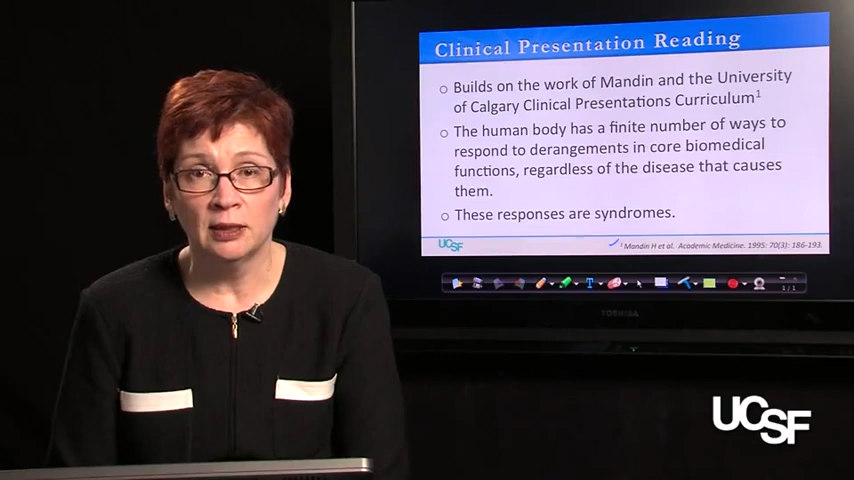 Clinical Presentation Reading
○ Builds on the work of Mandin and the University
of Calgary Clinical Presentations Curriculum¹
○ The human body has a finite number of ways to
respond to derangements in core biomedical
functions, regardless of the disease that causes
them.
○ These responses are syndromes.
UCSF
¹ Mandin H et al. Academic Medicine. 1995: 70(3): 186-193.
T
1 / 1
TOSHIBA
UCSF